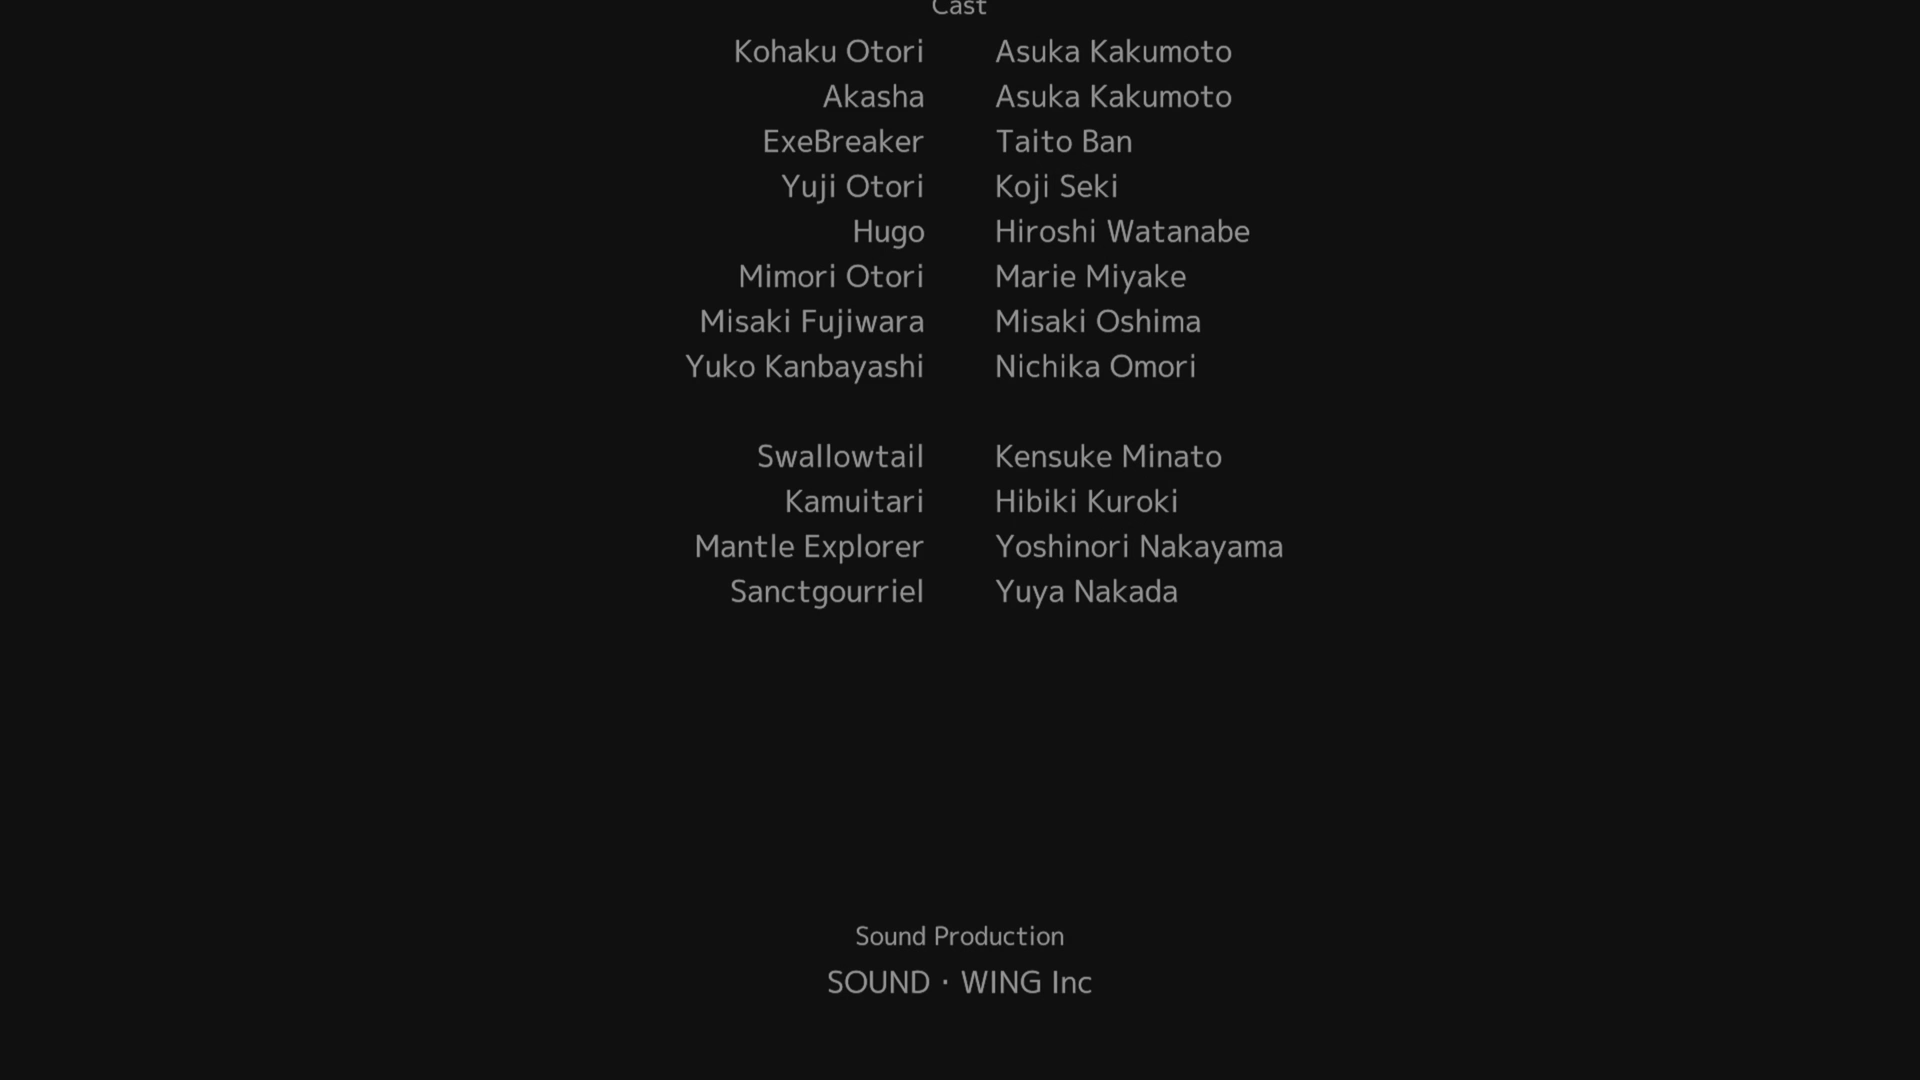 Cast
Kohaku Otori Asuka Kakumoto
Akasha Asuka Kakumoto
ExeBreaker Taito Ban
Yuji Otori Koji Seki
Hugo Hiroshi Watanabe
Mimori Otori Marie Miyake
Misaki Fujiwara Misaki Oshima
Yuko Kanbayashi Nichika Omori
Swallowtail Kensuke Minato
Kamuitari Hibiki Kuroki
Mantle Explorer Yoshinori Nakayama
Sanctgourriel Yuya Nakada
Sound Production
SOUND・WING Inc